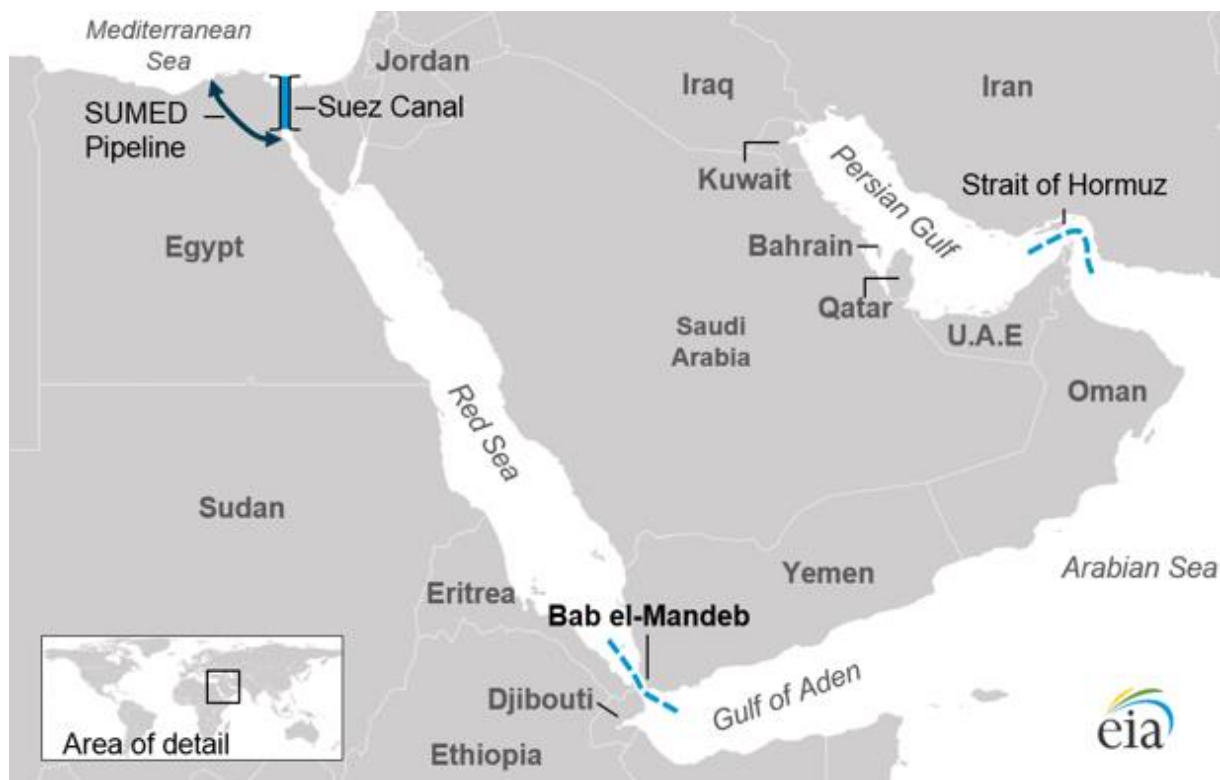 Mediterranean
Sea
Jordan
Iraq
Iran
SUMED
Pipeline
Suez Canal
Kuwait
Persian Gulf
Strait of Hormuz
Egypt
Bahrain
Qatar
Saudi
Arabia
U.A.E
Oman
Red Sea
Sudan
Yemen
Arabian Sea
Eritrea
Bab el-Mandeb
Djibouti
Gulf of Aden
Ethiopia
Area of detail
eia